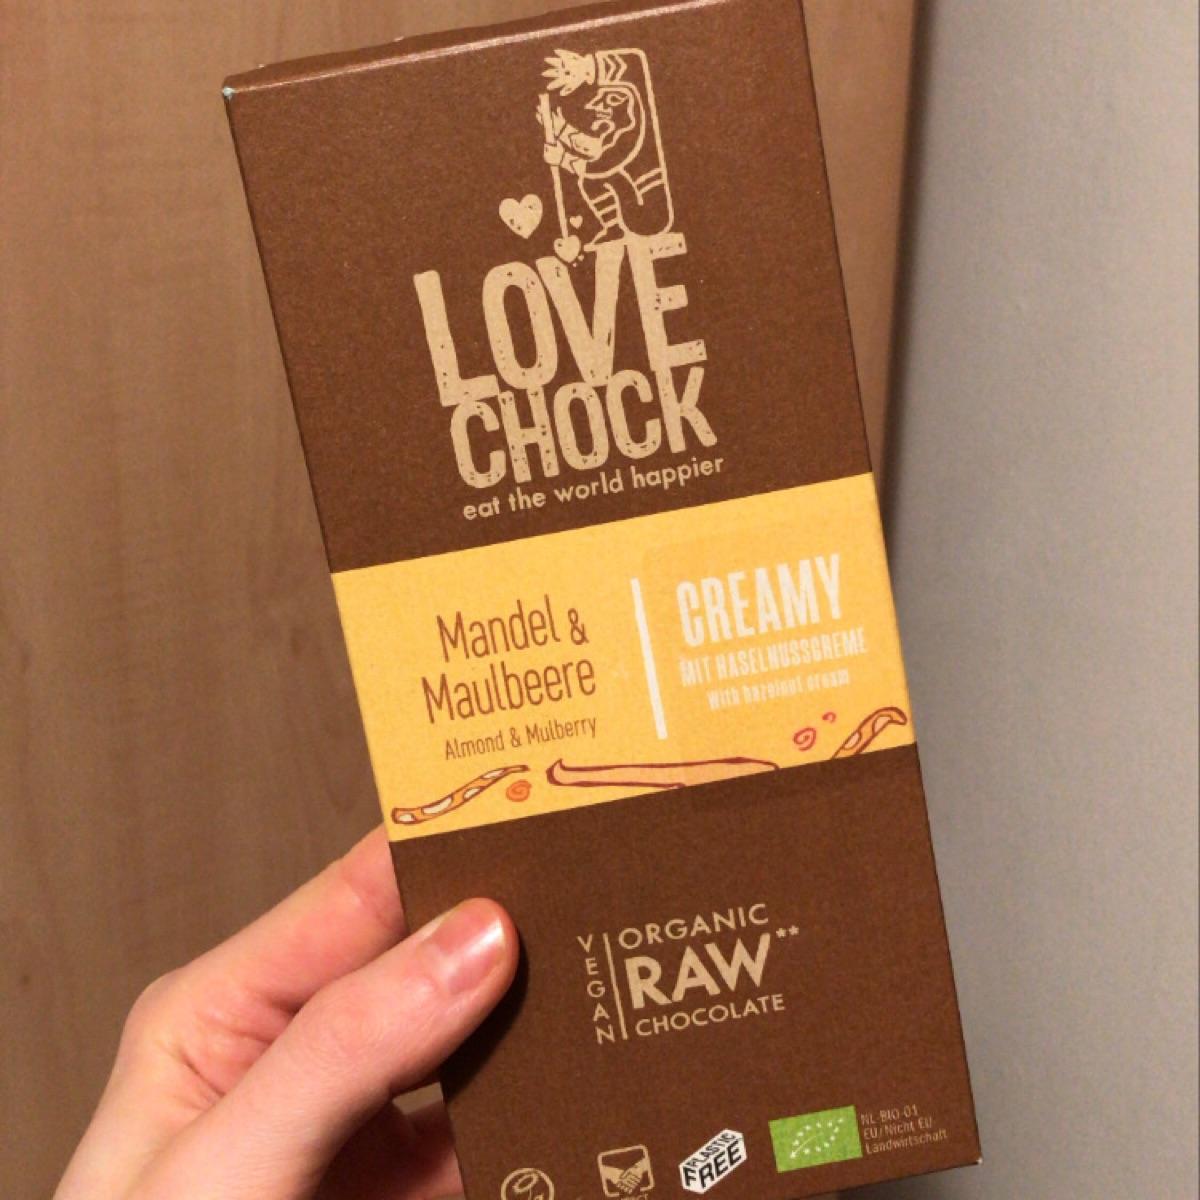 LOVE
CHOCK
eat the world happier
Mandel &
Maulbeere
Almond & Mulberry
CREAMY
MIT HASELNUSSCREME
With hazelnut cream
VEGAN
ORGANIC
RAW**
CHOCOLATE
PLASTIC
FREE
NL-BIO-01
EU/Nicht EU-
Landwirtschaft